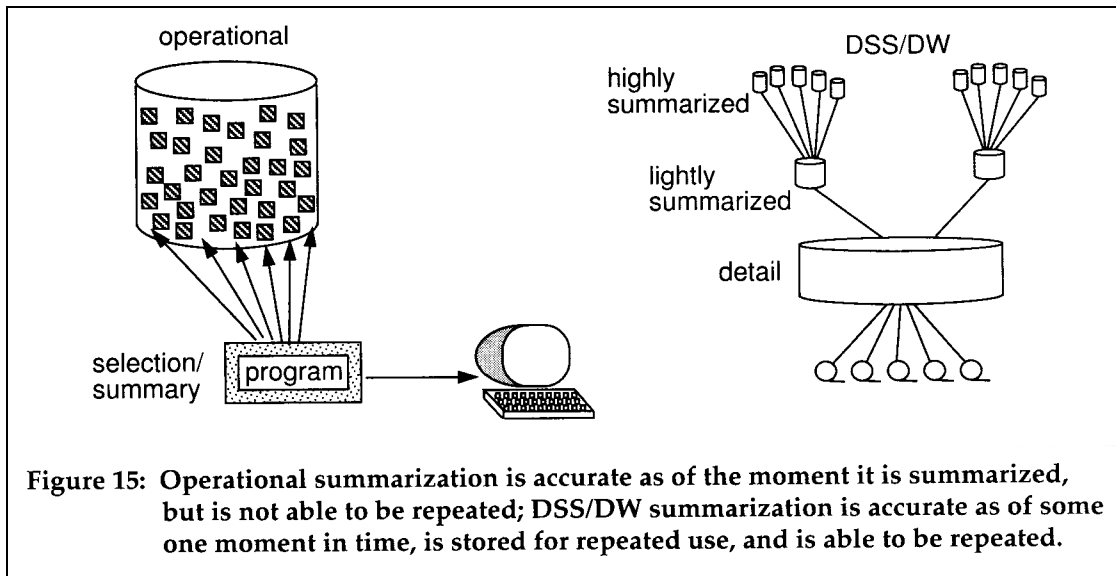 operational
selection/
summary
program
DSS/DW
highly
summarized
lightly
summarized
detail
Figure 15: Operational summarization is accurate as of the moment it is summarized,
but is not able to be repeated; DSS/DW summarization is accurate as of some
one moment in time, is stored for repeated use, and is able to be repeated.